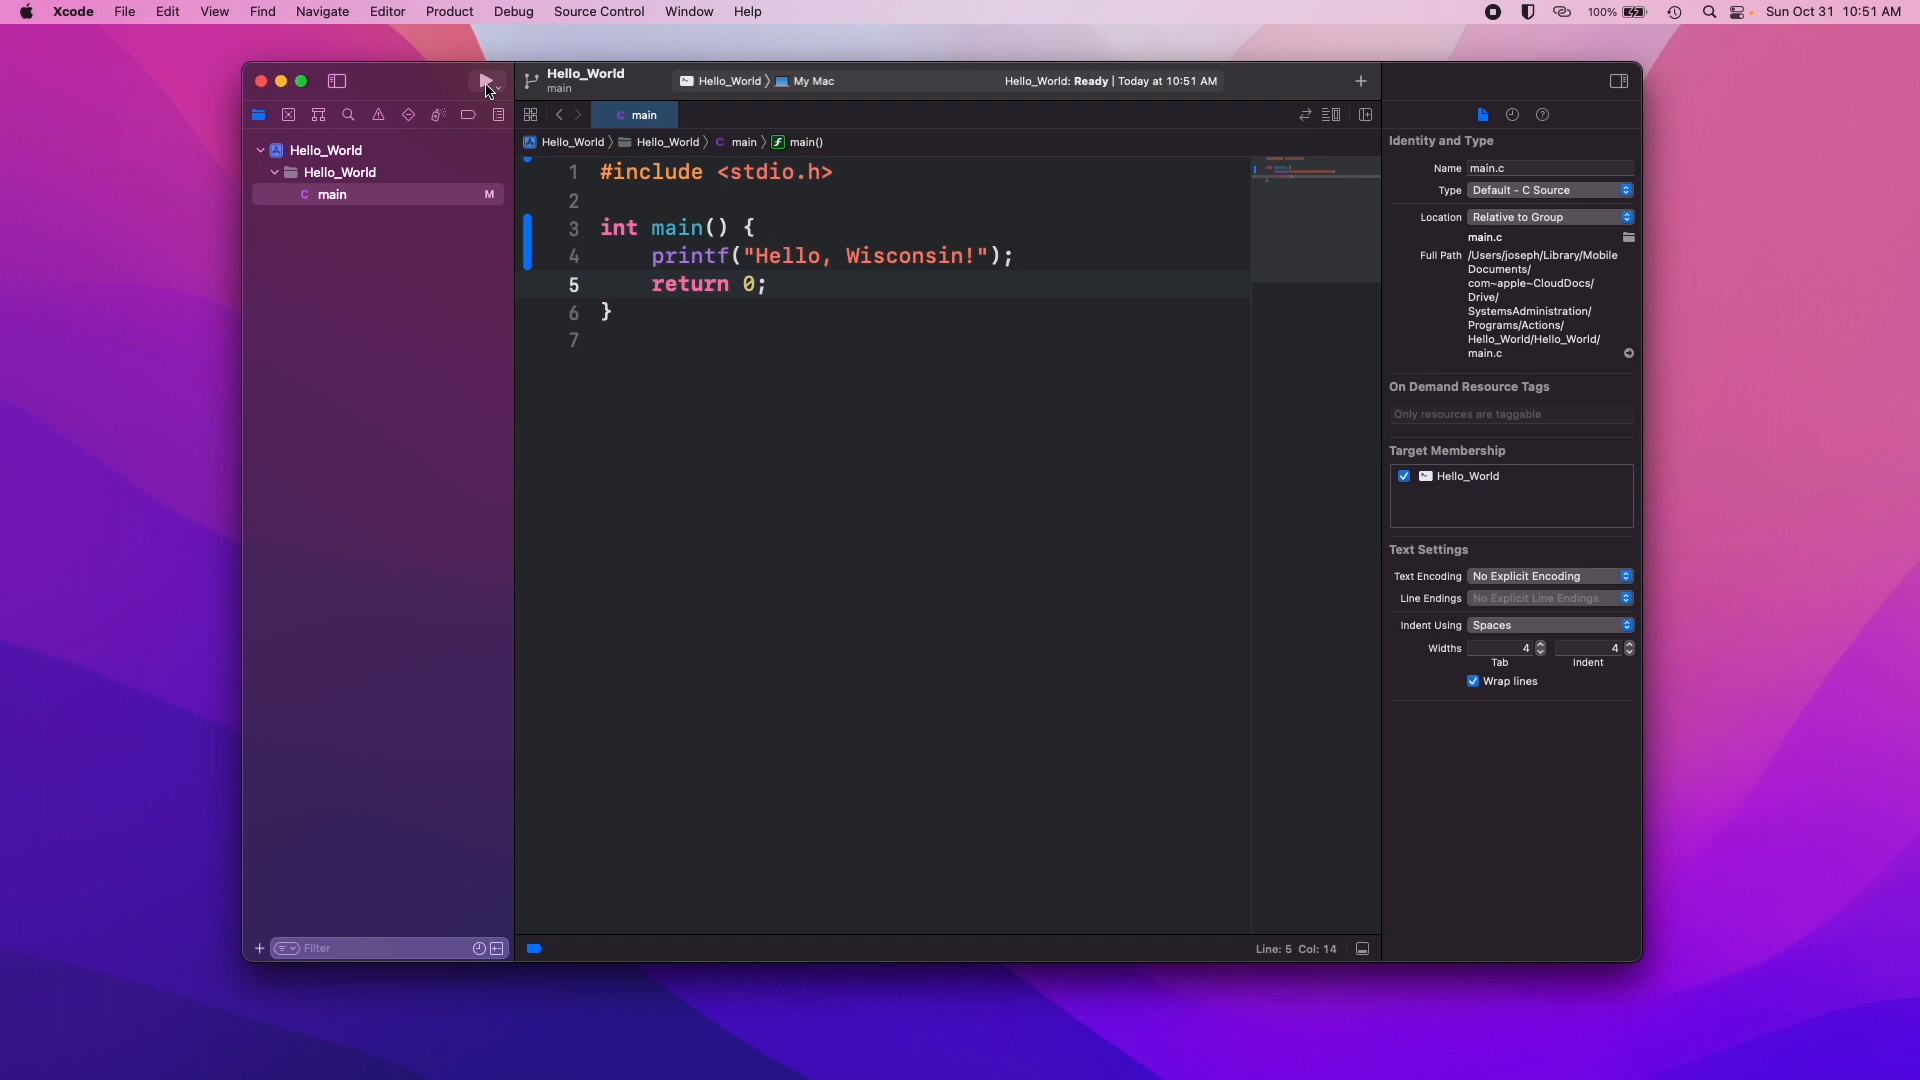 Xcode File Edit View Find Navigate Editor Product Debug Source Control Window Help 100% Sun Oct 31 10:51 AM
Hello_World
main
Hello_World My Mac
Hello_World: Ready | Today at 10:51 AM
C main
Hello_World Hello_World C main f main()
Hello_World
Hello_World
C main M
1 #include <stdio.h>
2
3 int main() {
4 printf("Hello, Wisconsin!");
5 return 0;
6 }
7
Filter
Line: 5 Col: 14
Identity and Type
Name main.c
Type Default - C Source
Location Relative to Group
main.c
Full Path /Users/joseph/Library/Mobile
Documents/
com~apple~CloudDocs/
Drive/
SystemsAdministration/
Programs/Actions/
Hello_World/Hello_World/
main.c
On Demand Resource Tags
Only resources are taggable
Target Membership
Hello_World
Text Settings
Text Encoding No Explicit Encoding
Line Endings No Explicit Line Endings
Indent Using Spaces
Widths 4 4
Tab Indent
Wrap lines